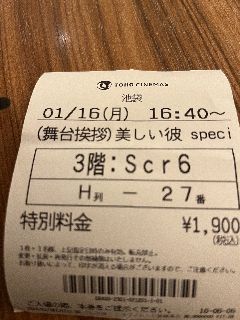 TOHO CINEMAS
池袋
01/16(月) 16:40～
(舞台挨拶)美しい彼 speci
3階:Scr6
H列 - 27番
特別料金 ¥1,900
(税込)